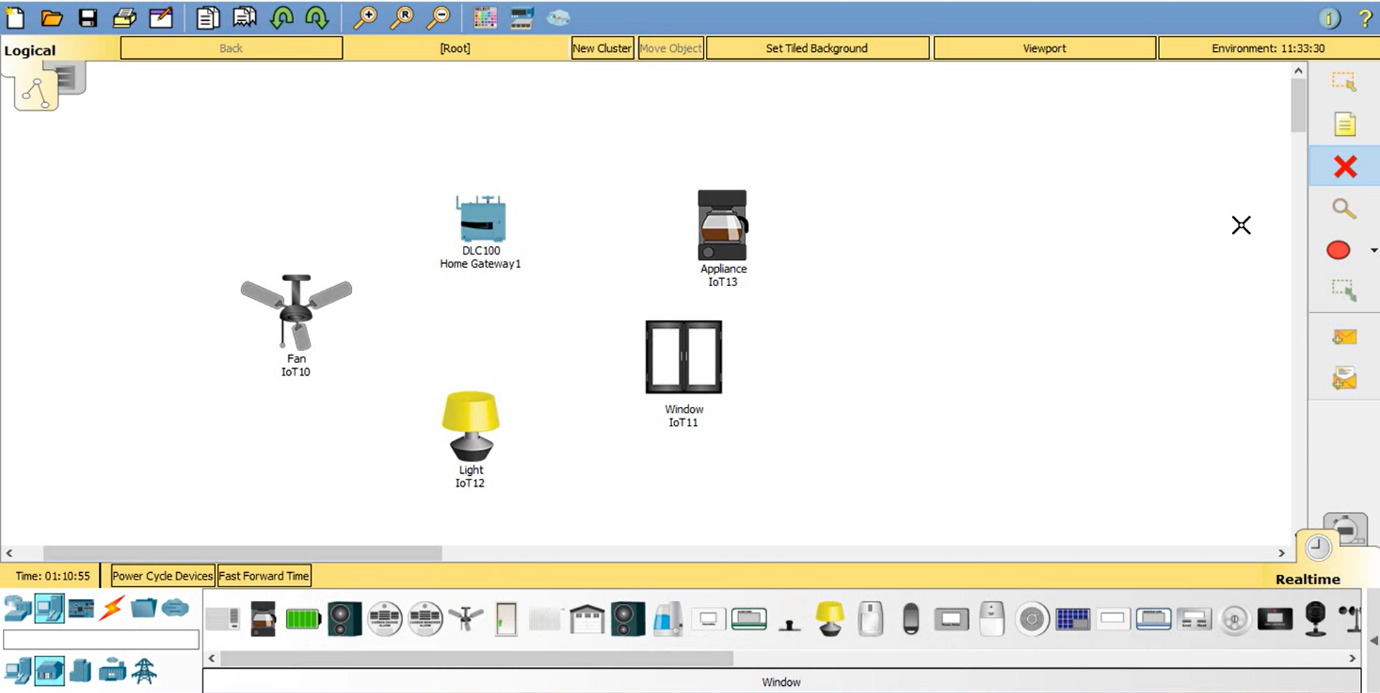 Logical
Back
[Root]
New Cluster
Move Object
Set Tiled Background
Viewport
Environment: 11:33:30
DLC100
Home Gateway1
Appliance
IoT13
Fan
IoT10
Window
IoT11
Light
IoT12
Time: 01:10:55
Power Cycle Devices
Fast Forward Time
Realtime
Window